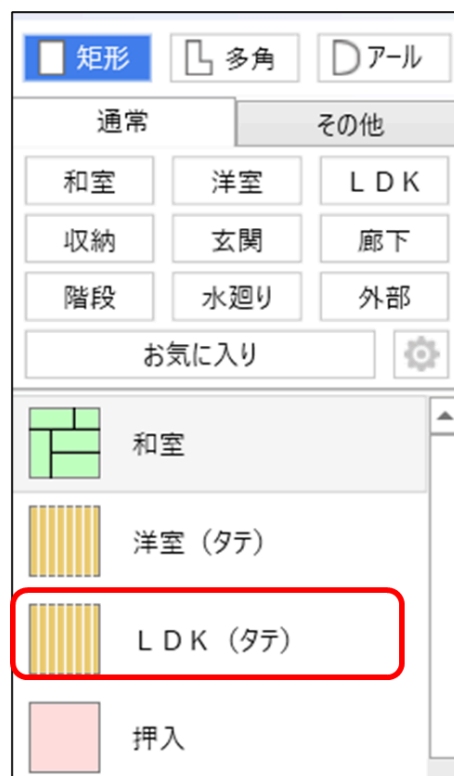 矩形 多角 アール
通常 その他
和室 洋室 ＬＤＫ
収納 玄関 廊下
階段 水廻り 外部
お気に入り
和室
洋室（タテ）
ＬＤＫ（タテ）
押入